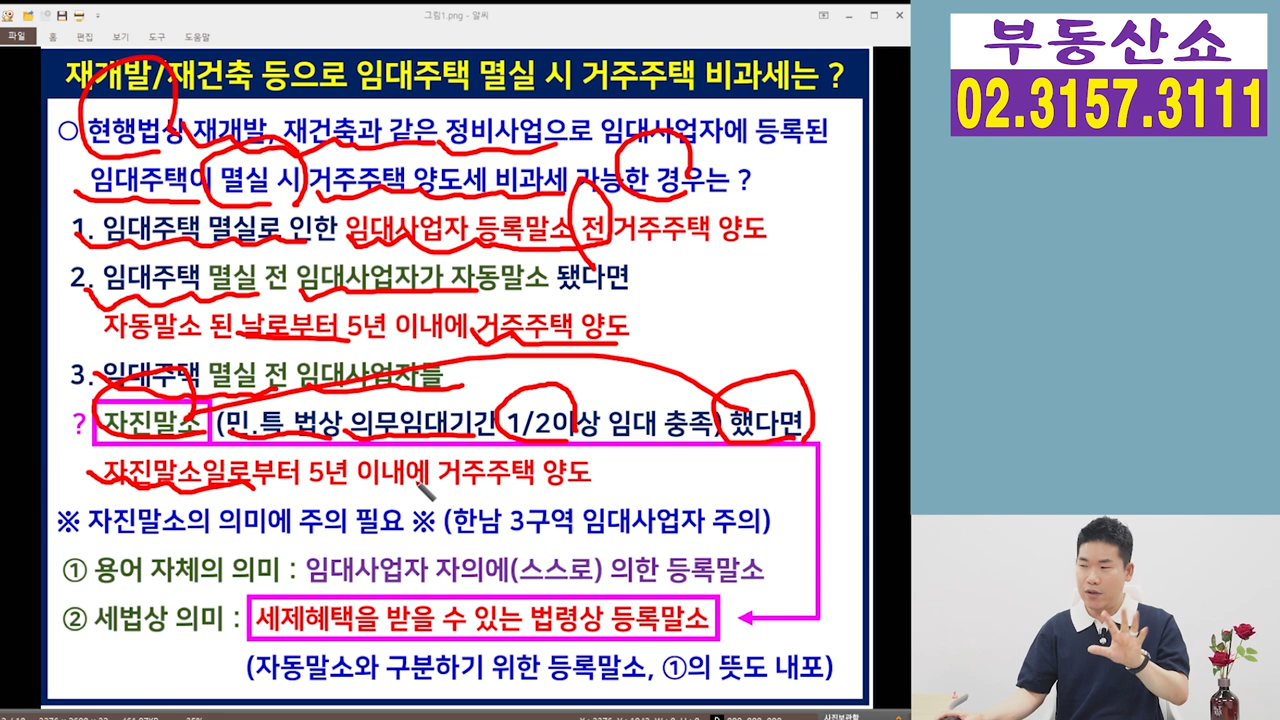 그림1.png - 알씨
파일 홈 편집 보기 도구 도움말
재개발/재건축 등으로 임대주택 멸실 시 거주주택 비과세는 ?
○ 현행법상 재개발, 재건축과 같은 정비사업으로 임대사업자에 등록된
임대주택이 멸실 시 거주주택 양도세 비과세 가능한 경우는 ?
1. 임대주택 멸실로 인한 임대사업자 등록말소 전 거주주택 양도
2. 임대주택 멸실 전 임대사업자가 자동말소 됐다면
자동말소 된 날로부터 5년 이내에 거주주택 양도
3. 임대주택 멸실 전 임대사업자를
? 자진말소 (민.특 법상 의무임대기간 1/2이상 임대 충족) 했다면
자진말소일로부터 5년 이내에 거주주택 양도
※ 자진말소의 의미에 주의 필요 ※ (한남 3구역 임대사업자 주의)
① 용어 자체의 의미 : 임대사업자 자의에(스스로) 의한 등록말소
② 세법상 의미 : 세제혜택을 받을 수 있는 법령상 등록말소
(자동말소와 구분하기 위한 등록말소, ①의 뜻도 내포)
부동산쇼
02.3157.3111